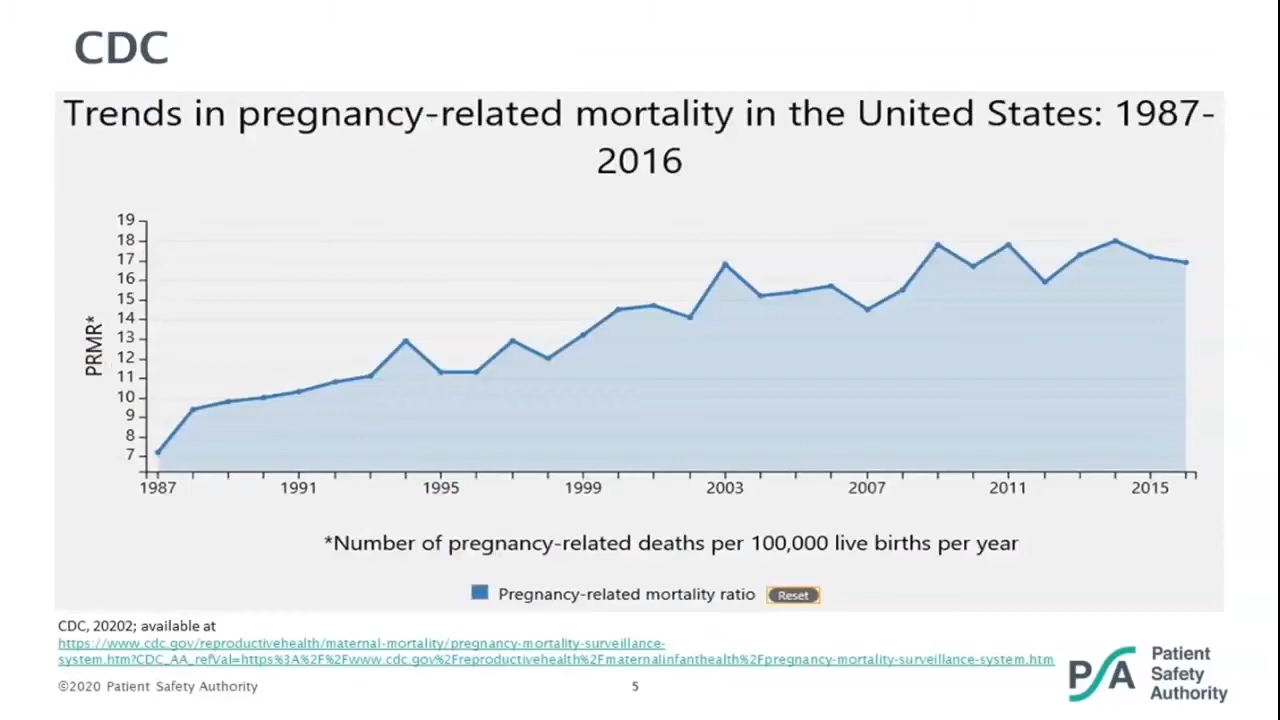 CDC
Trends in pregnancy-related mortality in the United States: 1987-
2016
19
18
17
16
15
14
13
12
11
10
9
8
7
PRMR*
1987 1991 1995 1999 2003 2007 2011 2015
*Number of pregnancy-related deaths per 100,000 live births per year
Pregnancy-related mortality ratio Reset
CDC, 20202; available at
https://www.cdc.gov/reproductivehealth/maternal-mortality/pregnancy-mortality-surveillance-
system.htm?CDC_AA_refVal=https%3A%2F%2Fwww.cdc.gov%2Freproductivehealth%2Fmaternalinfanthealth%2Fpregnancy-mortality-surveillance-system.htm
©2020 Patient Safety Authority
5
PSA
Patient
Safety
Authority